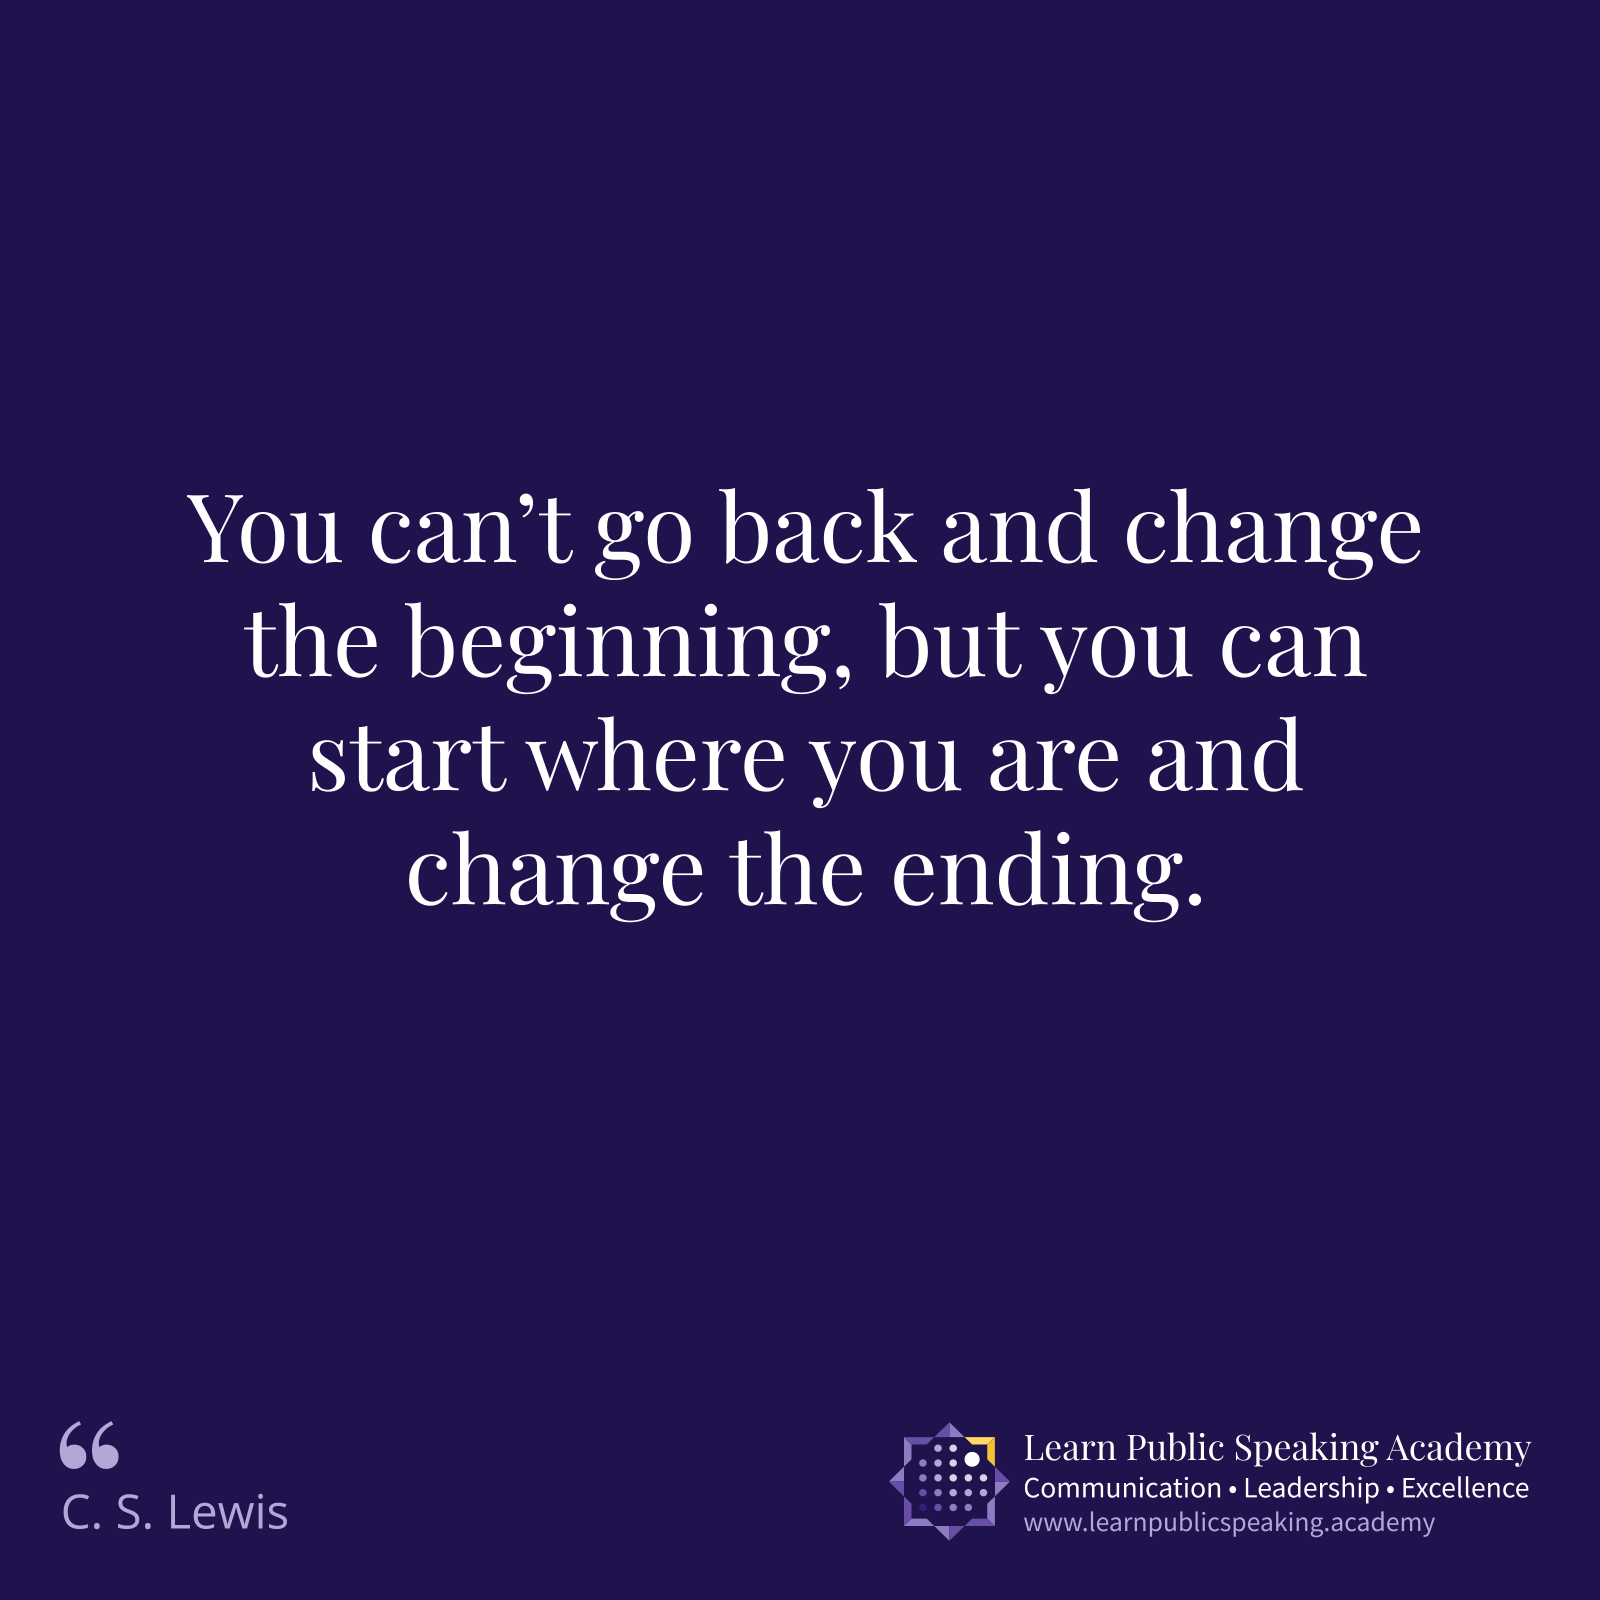 You can’t go back and change
the beginning, but you can
start where you are and
change the ending.
“
C. S. Lewis
Learn Public Speaking Academy
Communication • Leadership • Excellence
www.learnpublicspeaking.academy